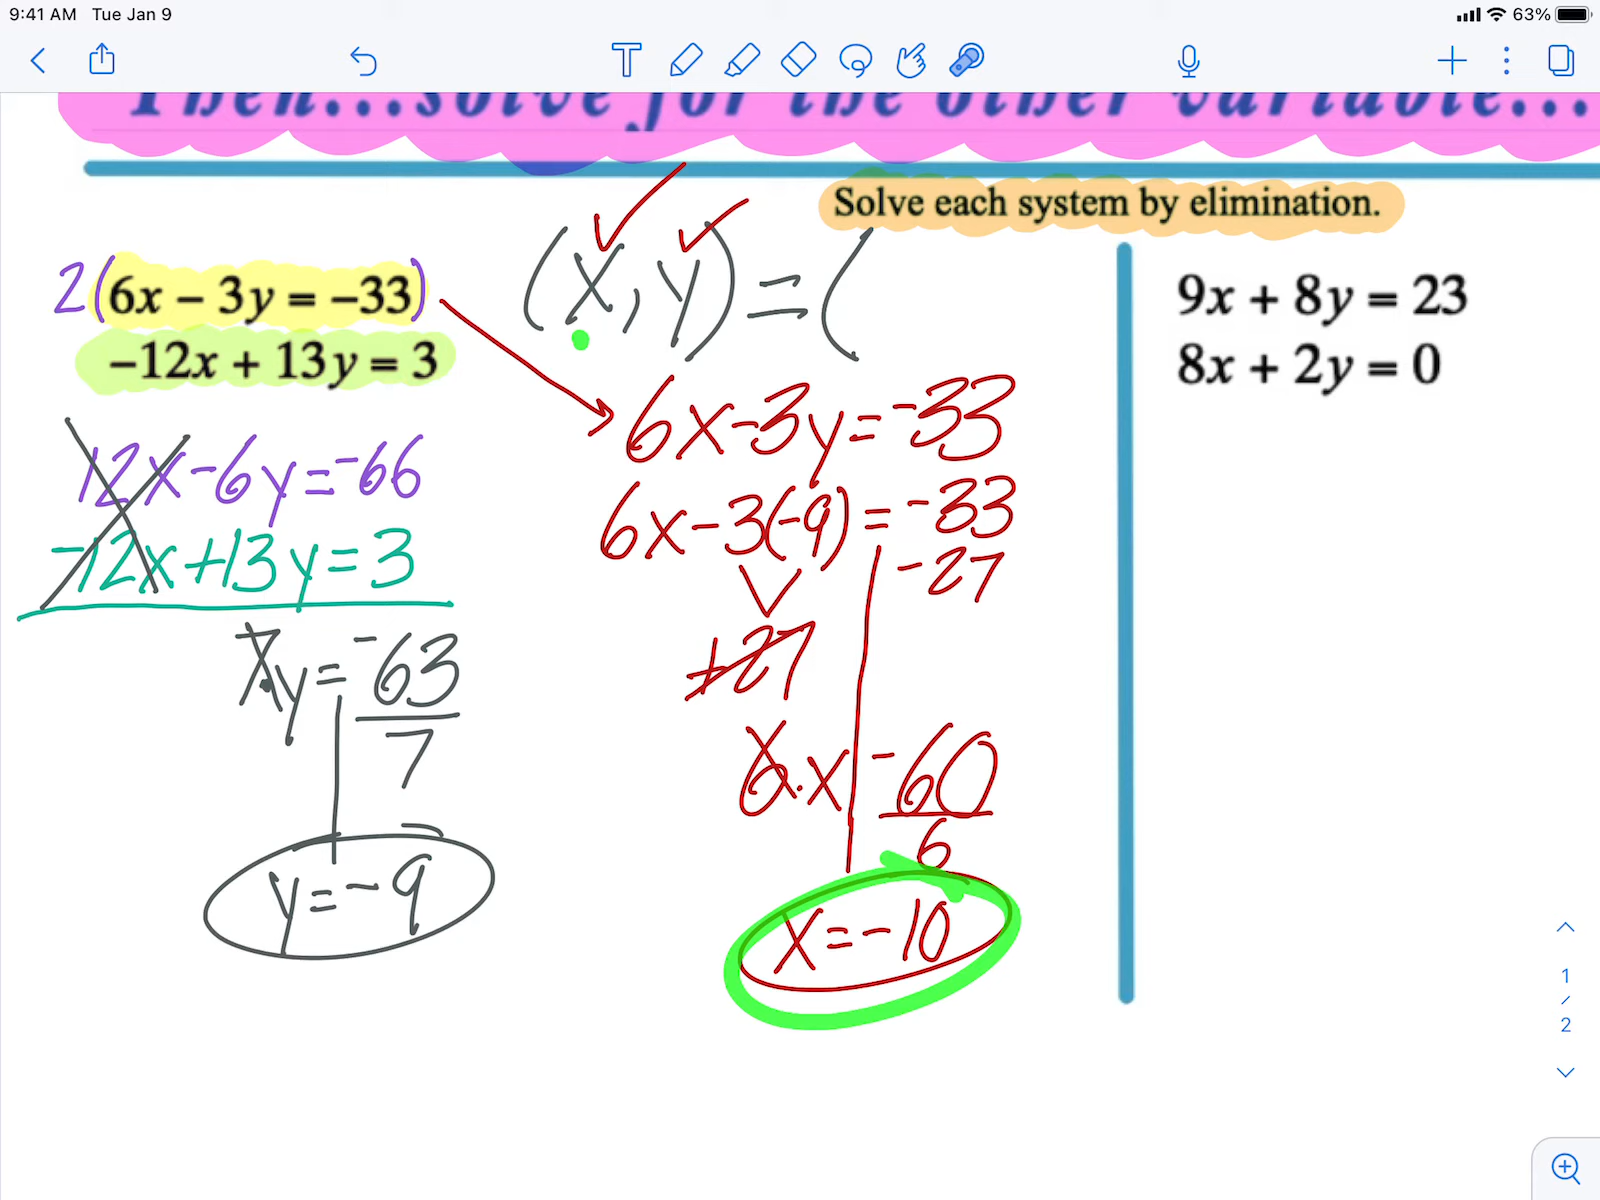 9:41 AM Tue Jan 9
63%
Then...solve for the other variable...
Solve each system by elimination.
2(6x – 3y = –33)
–12x + 13y = 3
12x-6y=-66
-12x+13y=3
7y=-63
7
y=-9
(x,y)=(
6x-3y=-33
6x-3(-9)=-33
-27
+27
6·x -60
6
x=-10
9x + 8y = 23
8x + 2y = 0
1
/
2